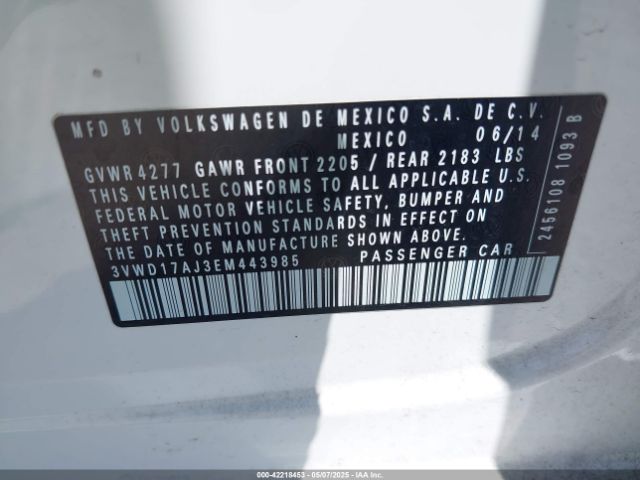 MFD BY VOLKSWAGEN DE MEXICO S.A. DE C.V.
MEXICO 06/14
GVWR 4277 GAWR FRONT 2205 / REAR 2183 LBS
THIS VEHICLE CONFORMS TO ALL APPLICABLE U.S.
FEDERAL MOTOR VEHICLE SAFETY, BUMPER AND
THEFT PREVENTION STANDARDS IN EFFECT ON
THE DATE OF MANUFACTURE SHOWN ABOVE.
3VWD17AJ3EM443985 PASSENGER CAR
2456108 1093 B
000-42218453 - 05/07/2025 - IAAI.com